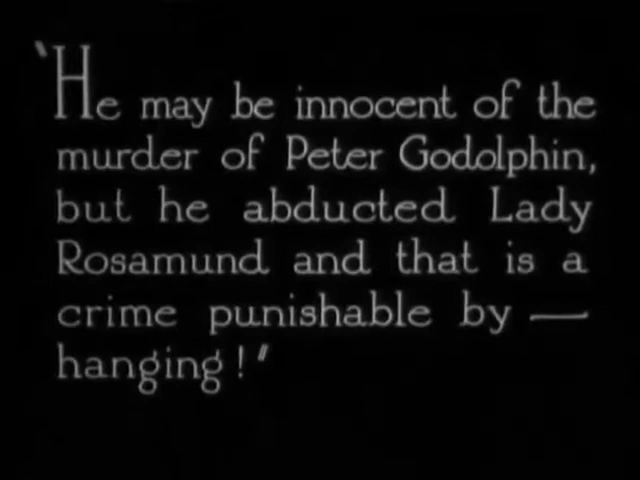 ‵He may be innocent of the
murder of Peter Godolphin,
but he abducted Lady
Rosamund and that is a
crime punishable by —
hanging!"